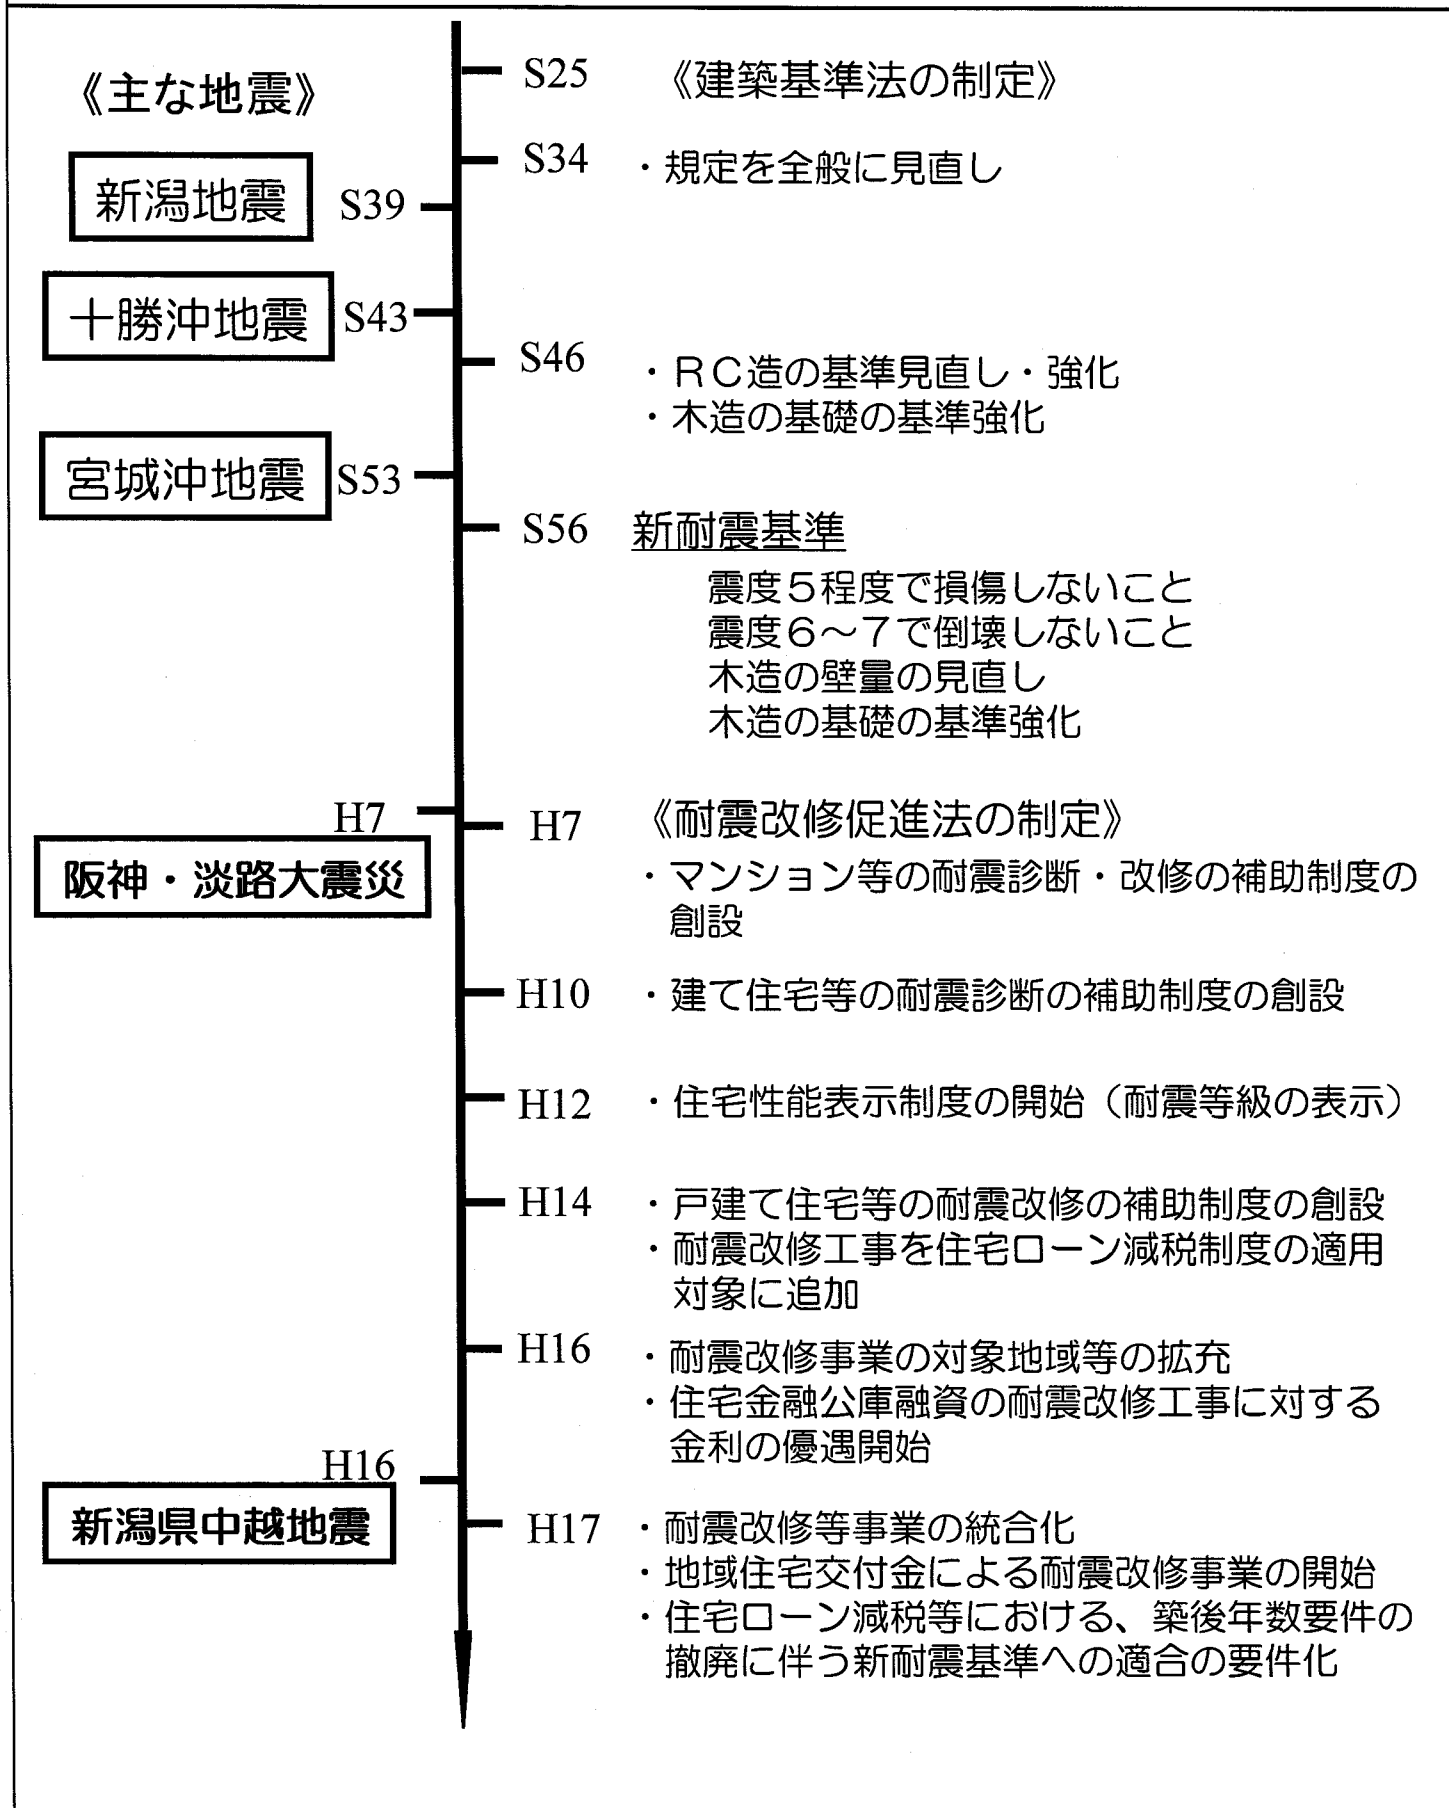 《主な地震》
S25 《建築基準法の制定》
S34 ・規定を全般に見直し
新潟地震 S39
十勝沖地震 S43
S46 ・RC造の基準見直し・強化
・木造の基礎の基準強化
宮城沖地震 S53
S56 新耐震基準
震度5程度で損傷しないこと
震度6~7で倒壊しないこと
木造の壁量の見直し
木造の基礎の基準強化
H7
阪神・淡路大震災
H7 《耐震改修促進法の制定》
・マンション等の耐震診断・改修の補助制度の
創設
H10 ・建て住宅等の耐震診断の補助制度の創設
H12 ・住宅性能表示制度の開始(耐震等級の表示)
H14 ・戸建て住宅等の耐震改修の補助制度の創設
・耐震改修工事を住宅ローン減税制度の適用
対象に追加
H16 ・耐震改修事業の対象地域等の拡充
・住宅金融公庫融資の耐震改修工事に対する
金利の優遇開始
H16
新潟県中越地震
H17 ・耐震改修等事業の統合化
・地域住宅交付金による耐震改修事業の開始
・住宅ローン減税等における、築後年数要件の
撤廃に伴う新耐震基準への適合の要件化